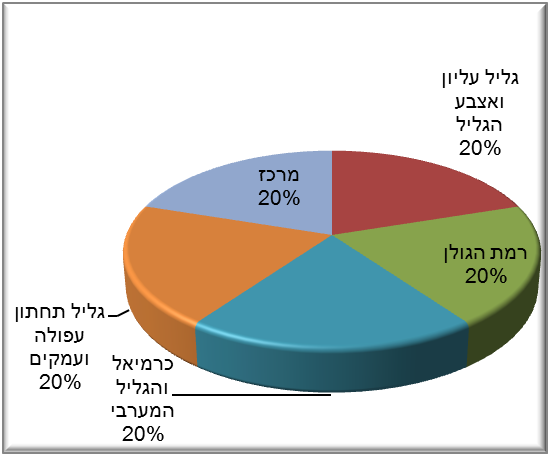 גליל עליון
ואצבע
הגליל
20%
מרכז
20%
רמת הגולן
20%
גליל תחתון
עפולה
ועמקים
20%
כרמיאל
והגליל
המערבי
20%